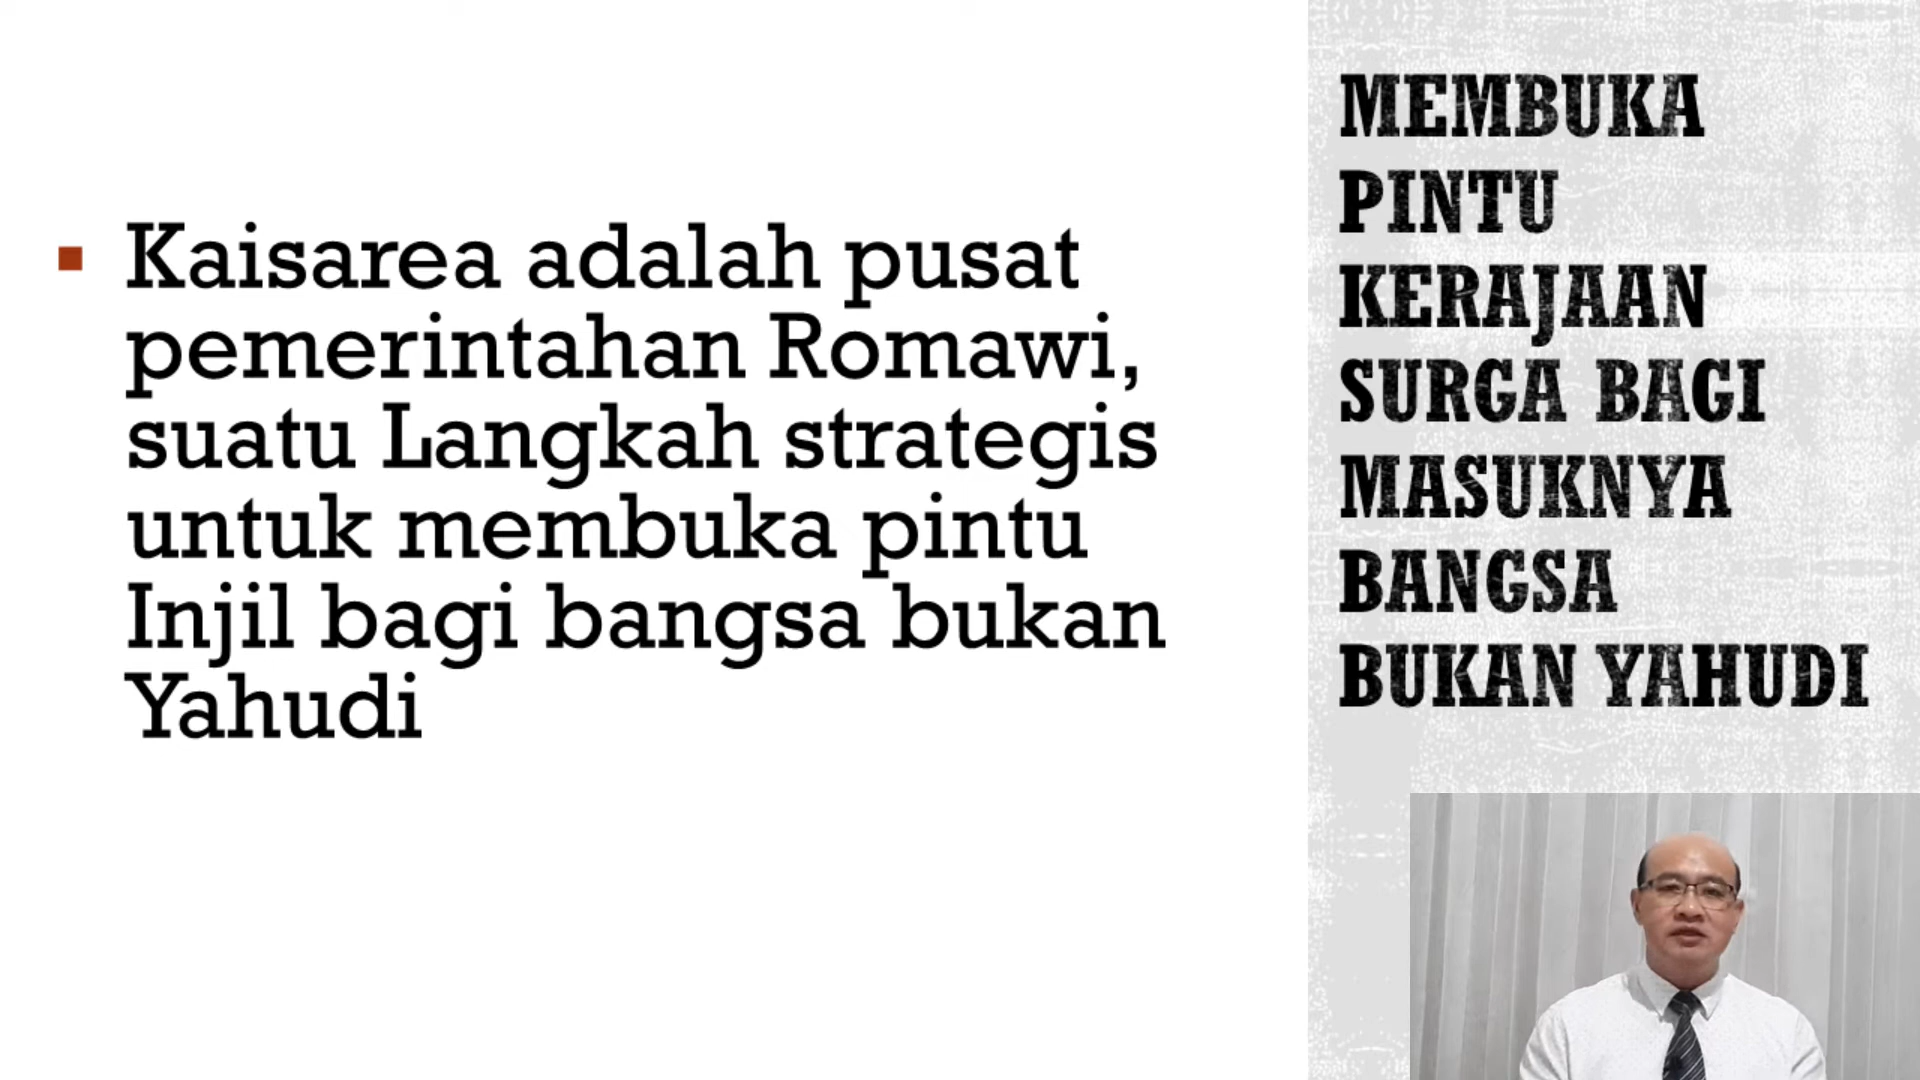 Kaisarea adalah pusat
pemerintahan Romawi,
suatu Langkah strategis
untuk membuka pintu
Injil bagi bangsa bukan
Yahudi
MEMBUKA
PINTU
KERAJAAN
SURGA BAGI
MASUKNYA
BANGSA
BUKAN YAHUDI